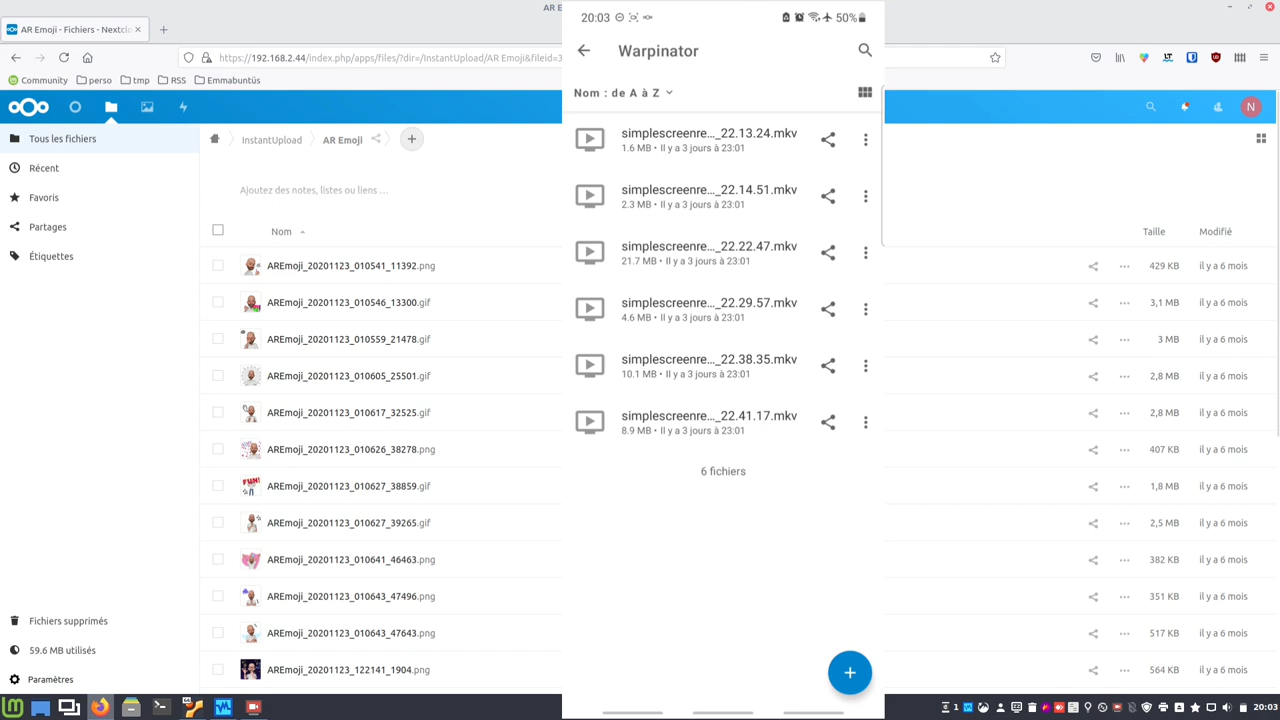 AR Emoji - Fichiers - Nextclo
AR E
https://192.168.2.44/index.php/apps/files/?dir=/InstantUpload/AR Emoji&fileid=3
Community
perso
tmp
RSS
Emmabuntüs
N
Tous les fichiers
Récent
Favoris
Partages
Étiquettes
InstantUpload
AR Emoji
Ajoutez des notes, listes ou liens ...
Nom
Taille
Modifié
AREmoji_20201123_010541_11392.png
429 KB
il y a 6 mois
AREmoji_20201123_010546_13300.gif
3,1 MB
il y a 6 mois
AREmoji_20201123_010559_21478.gif
3 MB
il y a 6 mois
AREmoji_20201123_010605_25501.gif
2,8 MB
il y a 6 mois
AREmoji_20201123_010617_32525.gif
2,8 MB
il y a 6 mois
AREmoji_20201123_010626_38278.png
407 KB
il y a 6 mois
AREmoji_20201123_010627_38859.gif
1,8 MB
il y a 6 mois
AREmoji_20201123_010627_39265.gif
2,5 MB
il y a 6 mois
AREmoji_20201123_010641_46463.png
382 KB
il y a 6 mois
AREmoji_20201123_010643_47496.png
351 KB
il y a 6 mois
AREmoji_20201123_010643_47643.png
517 KB
il y a 6 mois
AREmoji_20201123_122141_1904.png
564 KB
il y a 6 mois
Fichiers supprimés
59.6 MB utilisés
Paramètres
20:03
50%
Warpinator
Nom : de A à Z
simplescreenre..._22.13.24.mkv
1.6 MB • Il y a 3 jours à 23:01
simplescreenre..._22.14.51.mkv
2.3 MB • Il y a 3 jours à 23:01
simplescreenre..._22.22.47.mkv
21.7 MB • Il y a 3 jours à 23:01
simplescreenre..._22.29.57.mkv
4.6 MB • Il y a 3 jours à 23:01
simplescreenre..._22.38.35.mkv
10.1 MB • Il y a 3 jours à 23:01
simplescreenre..._22.41.17.mkv
8.9 MB • Il y a 3 jours à 23:01
6 fichiers
20:03